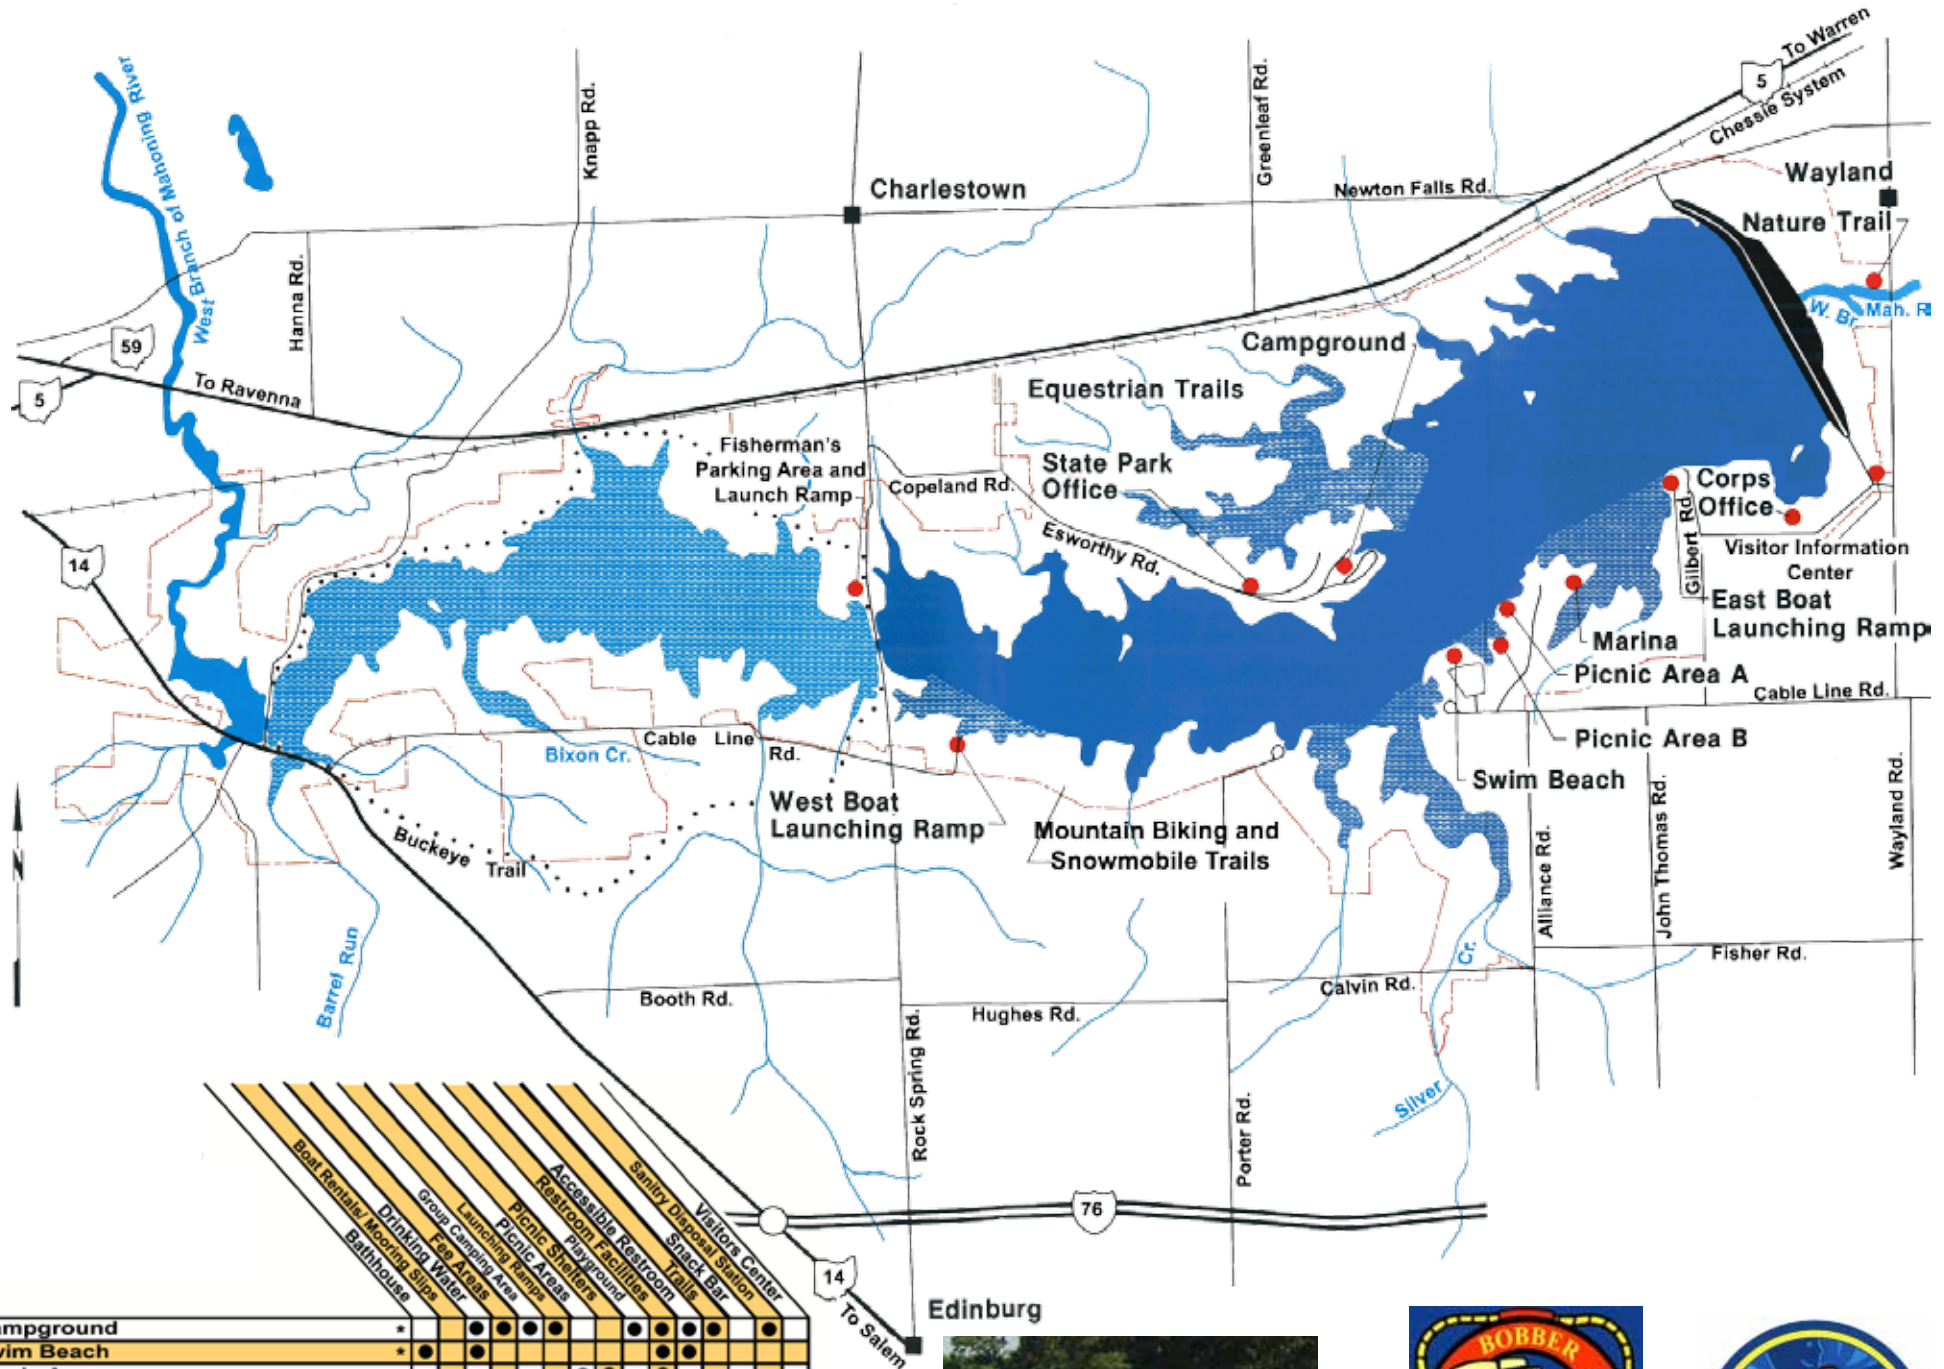 To Warren
5
Chessie System
West Branch of Mahoning River
Knapp Rd.
Greenleaf Rd.
Charlestown
Newton Falls Rd.
Wayland
Nature Trail
Hanna Rd.
W. Br.
Mah. R
59
5
To Ravenna
Campground
Equestrian Trails
Fisherman's
Parking Area and
Launch Ramp
State Park
Office
Copeland Rd.
Corps
Office
Esworthy Rd.
Gilbert Rd.
Visitor Information
Center
14
East Boat
Launching Ramp
Marina
Picnic Area A
Cable Line Rd.
Picnic Area B
Swim Beach
Cable Line
Rd.
Bixon Cr.
West Boat
Launching Ramp
Mountain Biking and
Snowmobile Trails
Buckeye
Trail
Wayland Rd.
John Thomas Rd.
Alliance Rd.
Barrel Run
Cr.
Fisher Rd.
Calvin Rd.
Booth Rd.
Hughes Rd.
N
Rock Spring Rd.
Porter Rd.
Silver
76
14
To Salem
Edinburg
Bathhouse
Boat Rentals/ Mooring Slips
Drinking Water
Fee Areas
Group Camping Area
Launching Ramps
Picnic Areas
Picnic Shelters
Playground
Restroom Facilities
Accessible Restroom
Trails
Snack Bar
Sanitry Disposal Station
Visitors Center
mpground *
vim Beach *
BOBBER